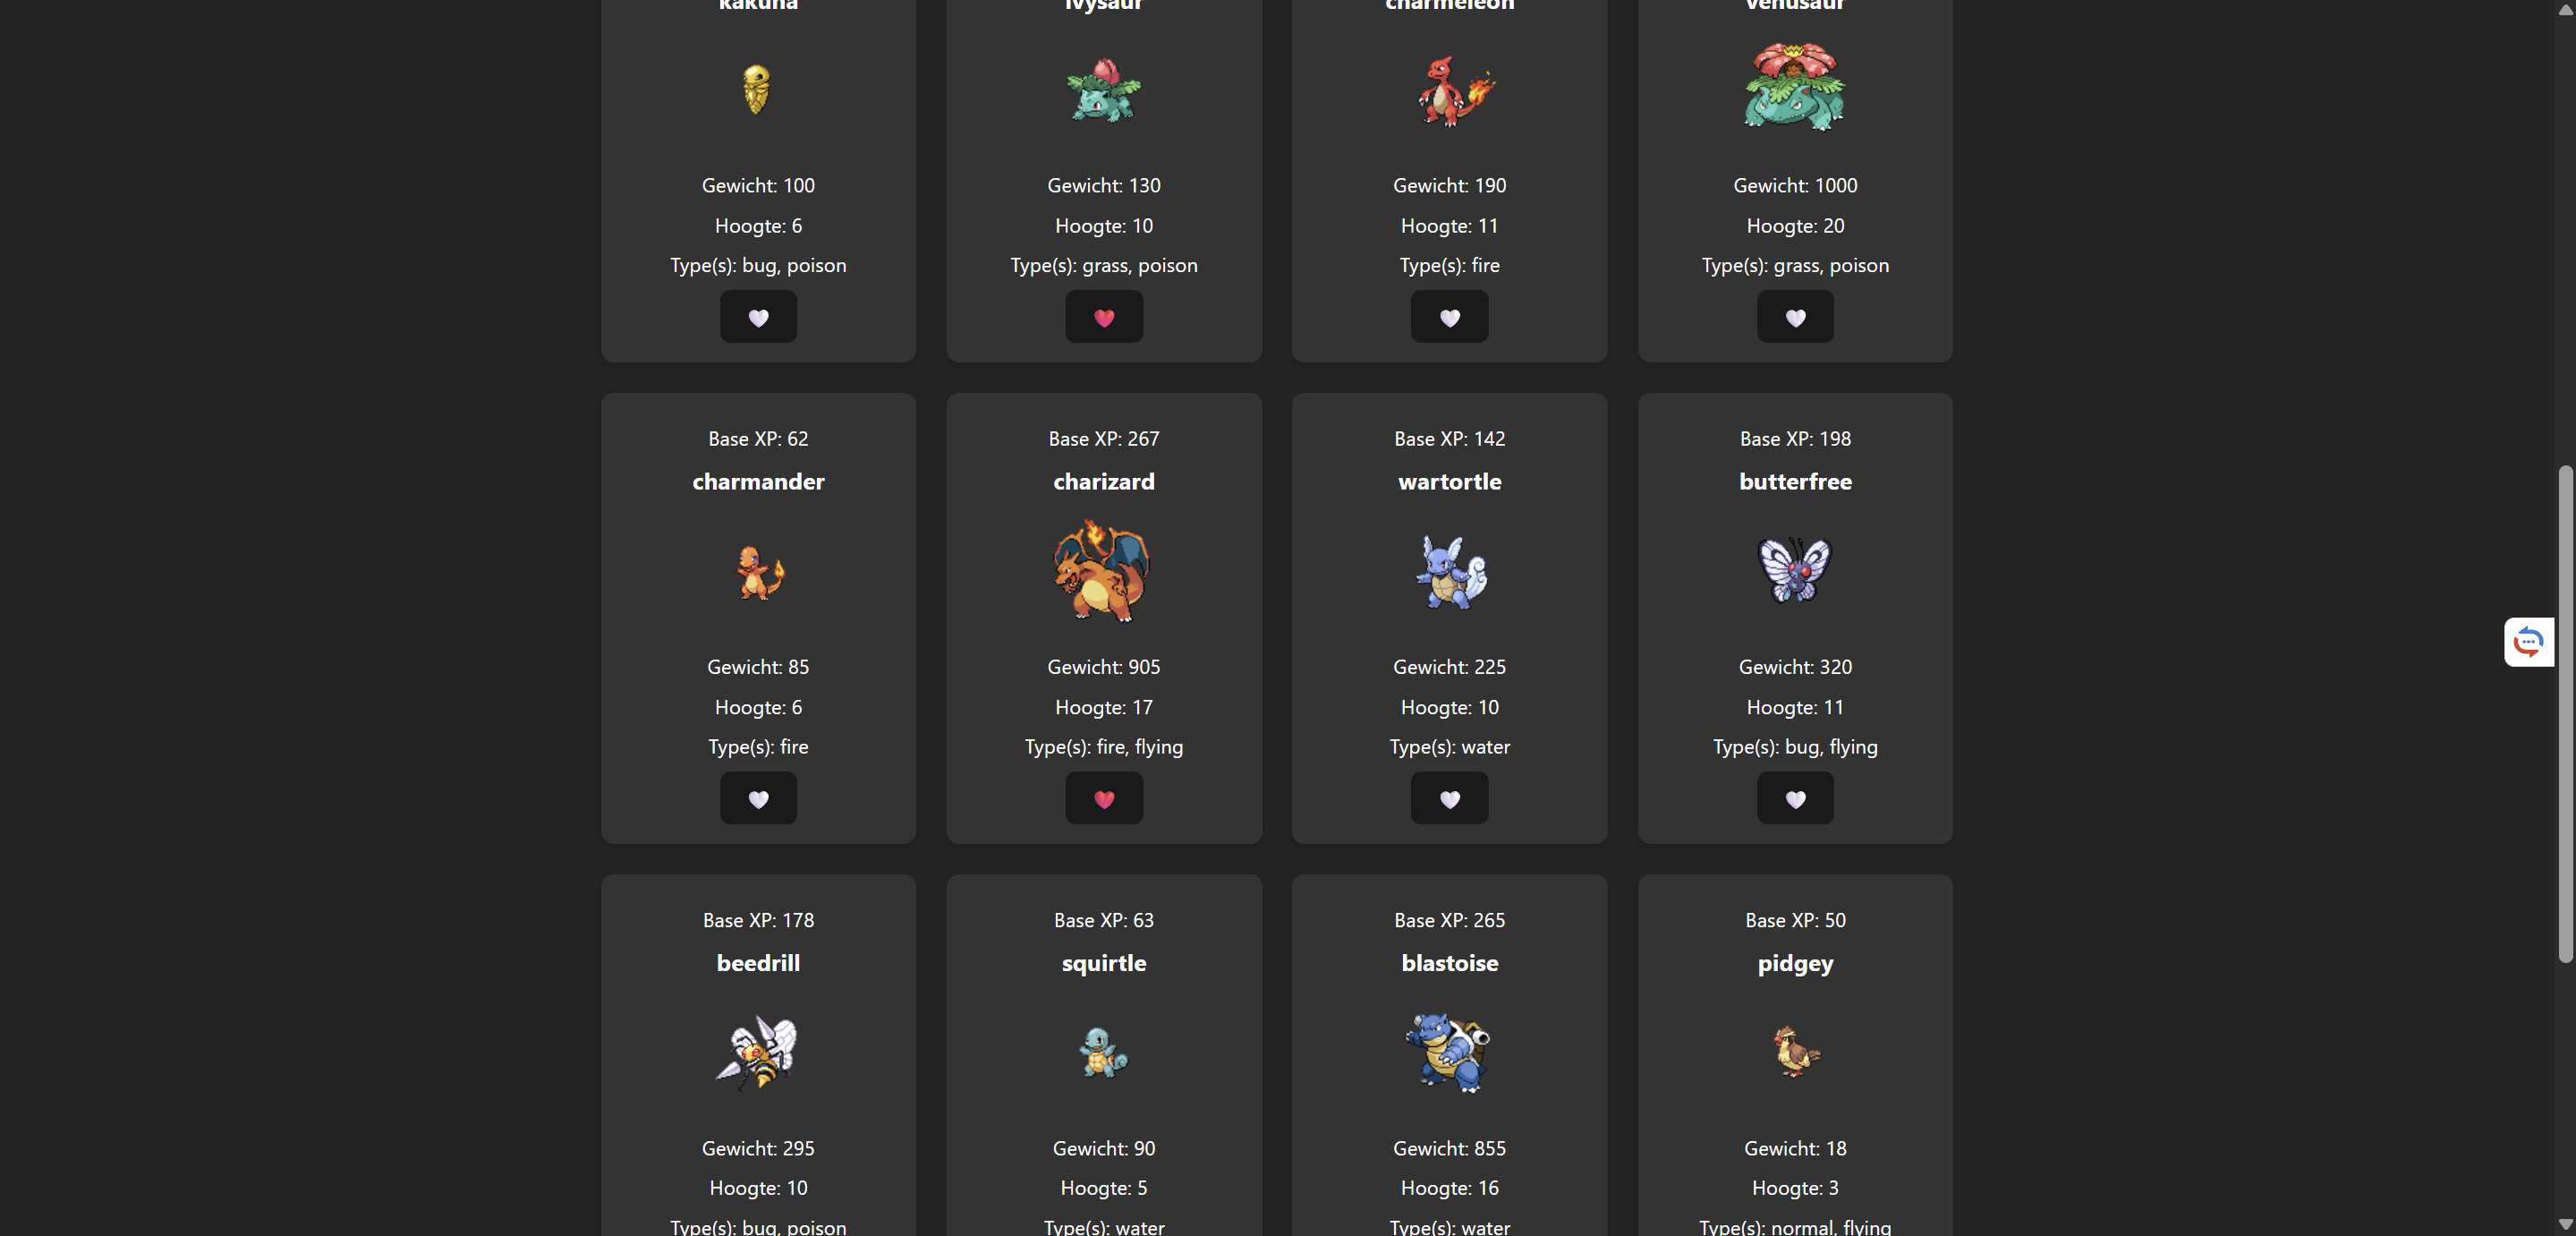 kakuna
ivysaur
charmeleon
venusaur
Gewicht: 100
Gewicht: 130
Gewicht: 190
Gewicht: 1000
Hoogte: 6
Hoogte: 10
Hoogte: 11
Hoogte: 20
Type(s): bug, poison
Type(s): grass, poison
Type(s): fire
Type(s): grass, poison
Base XP: 62
Base XP: 267
Base XP: 142
Base XP: 198
charmander
charizard
wartortle
butterfree
Gewicht: 85
Gewicht: 905
Gewicht: 225
Gewicht: 320
Hoogte: 6
Hoogte: 17
Hoogte: 10
Hoogte: 11
Type(s): fire
Type(s): fire, flying
Type(s): water
Type(s): bug, flying
Base XP: 178
Base XP: 63
Base XP: 265
Base XP: 50
beedrill
squirtle
blastoise
pidgey
Gewicht: 295
Gewicht: 90
Gewicht: 855
Gewicht: 18
Hoogte: 10
Hoogte: 5
Hoogte: 16
Hoogte: 3
Type(s): bug, poison
Type(s): water
Type(s): water
Type(s): normal, flying